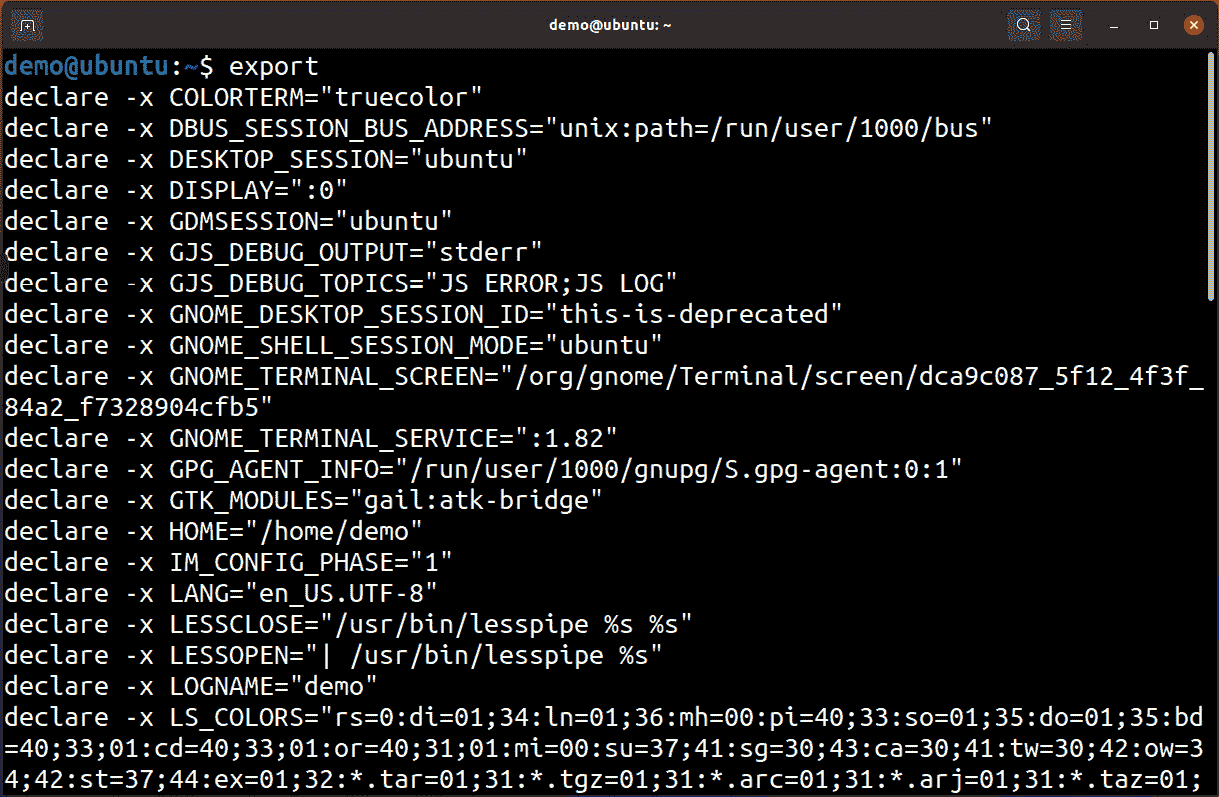 demo@ubuntu: ~
demo@ubuntu:~$ export
declare -x COLORTERM="truecolor"
declare -x DBUS_SESSION_BUS_ADDRESS="unix:path=/run/user/1000/bus"
declare -x DESKTOP_SESSION="ubuntu"
declare -x DISPLAY=":0"
declare -x GDMSESSION="ubuntu"
declare -x GJS_DEBUG_OUTPUT="stderr"
declare -x GJS_DEBUG_TOPICS="JS ERROR;JS LOG"
declare -x GNOME_DESKTOP_SESSION_ID="this-is-deprecated"
declare -x GNOME_SHELL_SESSION_MODE="ubuntu"
declare -x GNOME_TERMINAL_SCREEN="/org/gnome/Terminal/screen/dca9c087_5f12_4f3f_
84a2_f7328904cfb5"
declare -x GNOME_TERMINAL_SERVICE=":1.82"
declare -x GPG_AGENT_INFO="/run/user/1000/gnupg/S.gpg-agent:0:1"
declare -x GTK_MODULES="gail:atk-bridge"
declare -x HOME="/home/demo"
declare -x IM_CONFIG_PHASE="1"
declare -x LANG="en_US.UTF-8"
declare -x LESSCLOSE="/usr/bin/lesspipe %s %s"
declare -x LESSOPEN="| /usr/bin/lesspipe %s"
declare -x LOGNAME="demo"
declare -x LS_COLORS="rs=0:di=01;34:ln=01;36:mh=00:pi=40;33:so=01;35:do=01;35:bd
=40;33;01:cd=40;33;01:or=40;31;01:mi=00:su=37;41:sg=30;43:ca=30;41:tw=30;42:ow=3
4;42:st=37;44:ex=01;32:*.tar=01;31:*.tgz=01;31:*.arc=01;31:*.arj=01;31:*.taz=01;